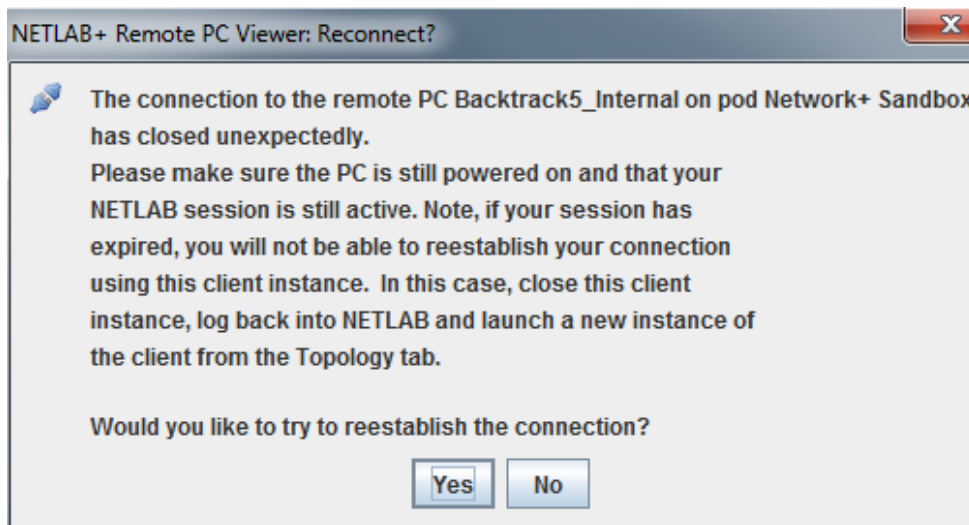 NETLAB+ Remote PC Viewer: Reconnect?
The connection to the remote PC Backtrack5_Internal on pod Network+ Sandbox
has closed unexpectedly.
Please make sure the PC is still powered on and that your
NETLAB session is still active. Note, if your session has
expired, you will not be able to reestablish your connection
using this client instance.  In this case, close this client
instance, log back into NETLAB and launch a new instance of
the client from the Topology tab.
Would you like to try to reestablish the connection?
Yes
No